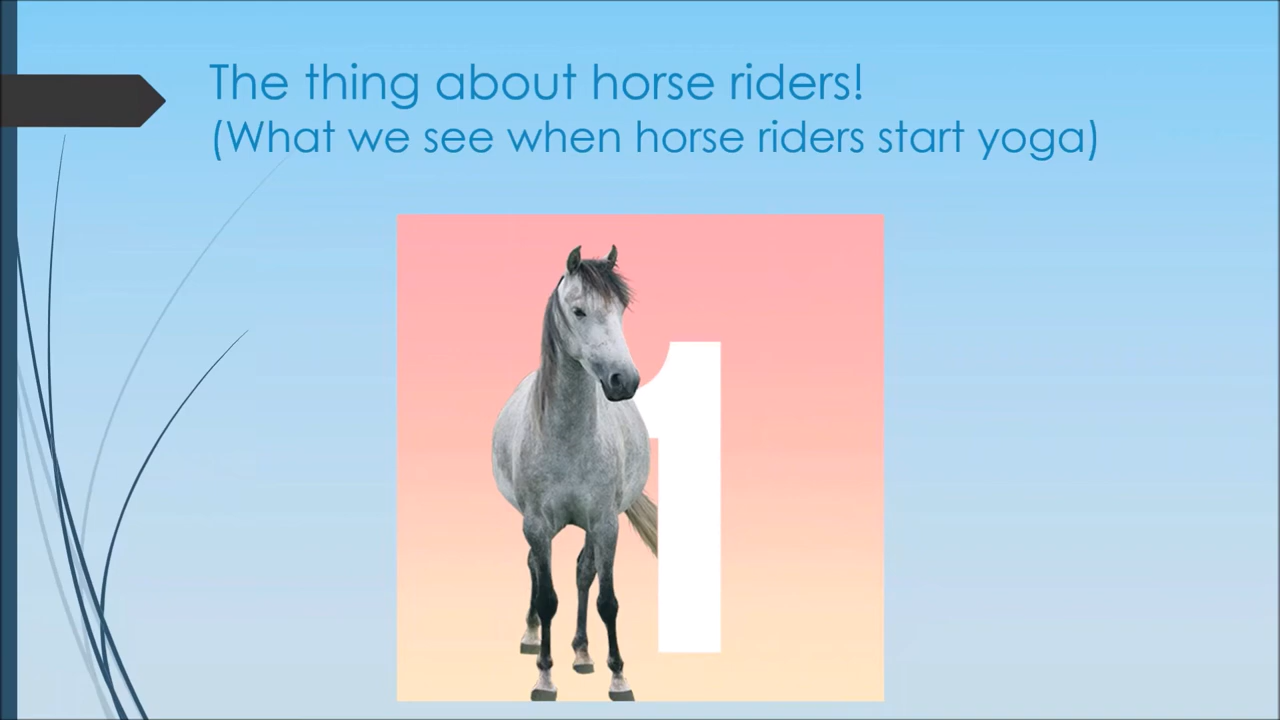 The thing about horse riders!
(What we see when horse riders start yoga)
1